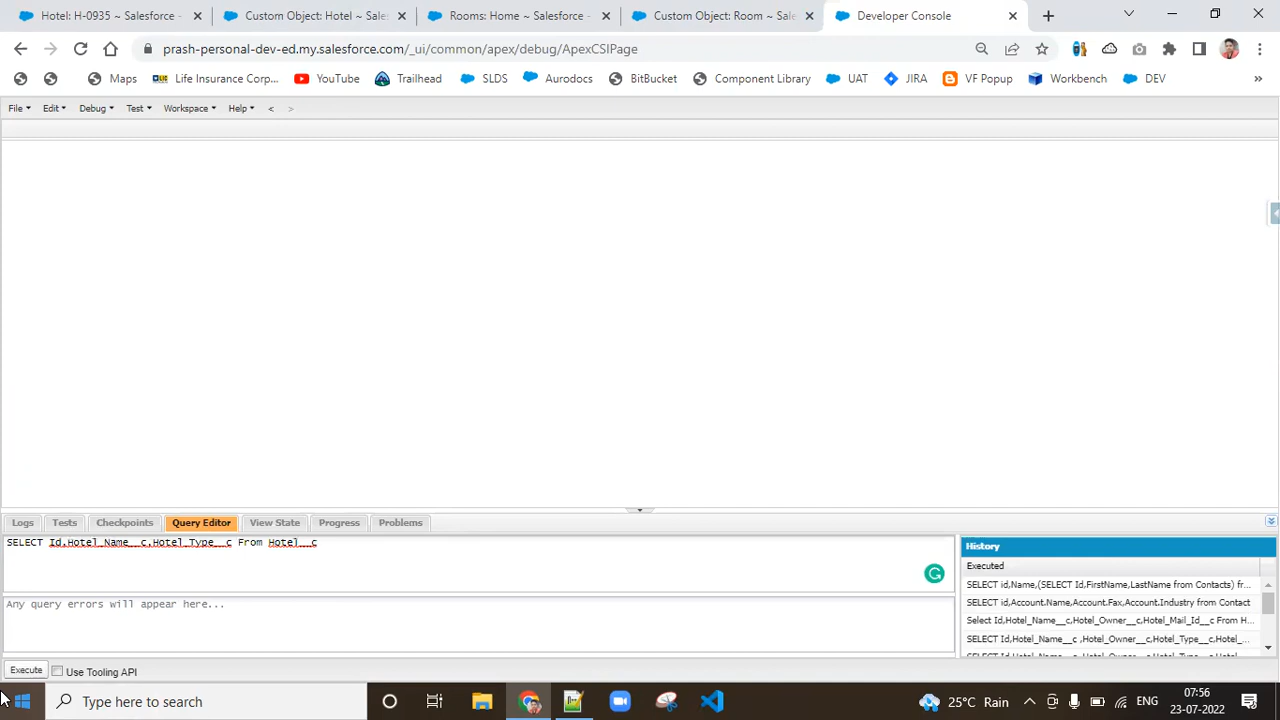 Hotel: H-0935 ~ Salesforce -
Custom Object: Hotel ~ Sales
Rooms: Home ~ Salesforce -
Custom Object: Room ~ Sale
Developer Console
prash-personal-dev-ed.my.salesforce.com/_ui/common/apex/debug/ApexCSIPage
Maps
Life Insurance Corp...
YouTube
Trailhead
SLDS
Aurodocs
BitBucket
Component Library
UAT
JIRA
VF Popup
Workbench
DEV
»
File
Edit
Debug
Test
Workspace
Help
<
>
Logs
Tests
Checkpoints
Query Editor
View State
Progress
Problems
SELECT Id,Hotel_Name__c,Hotel_Type__c From Hotel__c
Any query errors will appear here...
History
Executed
SELECT id,Name,(SELECT Id,FirstName,LastName from Contacts) fr...
SELECT id,Account.Name,Account.Fax,Account.Industry from Contact
Select Id,Hotel_Name__c,Hotel_Owner__c,Hotel_Mail_Id__c From H...
SELECT Id,Hotel_Name__c ,Hotel_Owner__c,Hotel_Type__c,Hotel_...
Execute
Use Tooling API
Type here to search
25°C Rain
ENG
07:56
23-07-2022